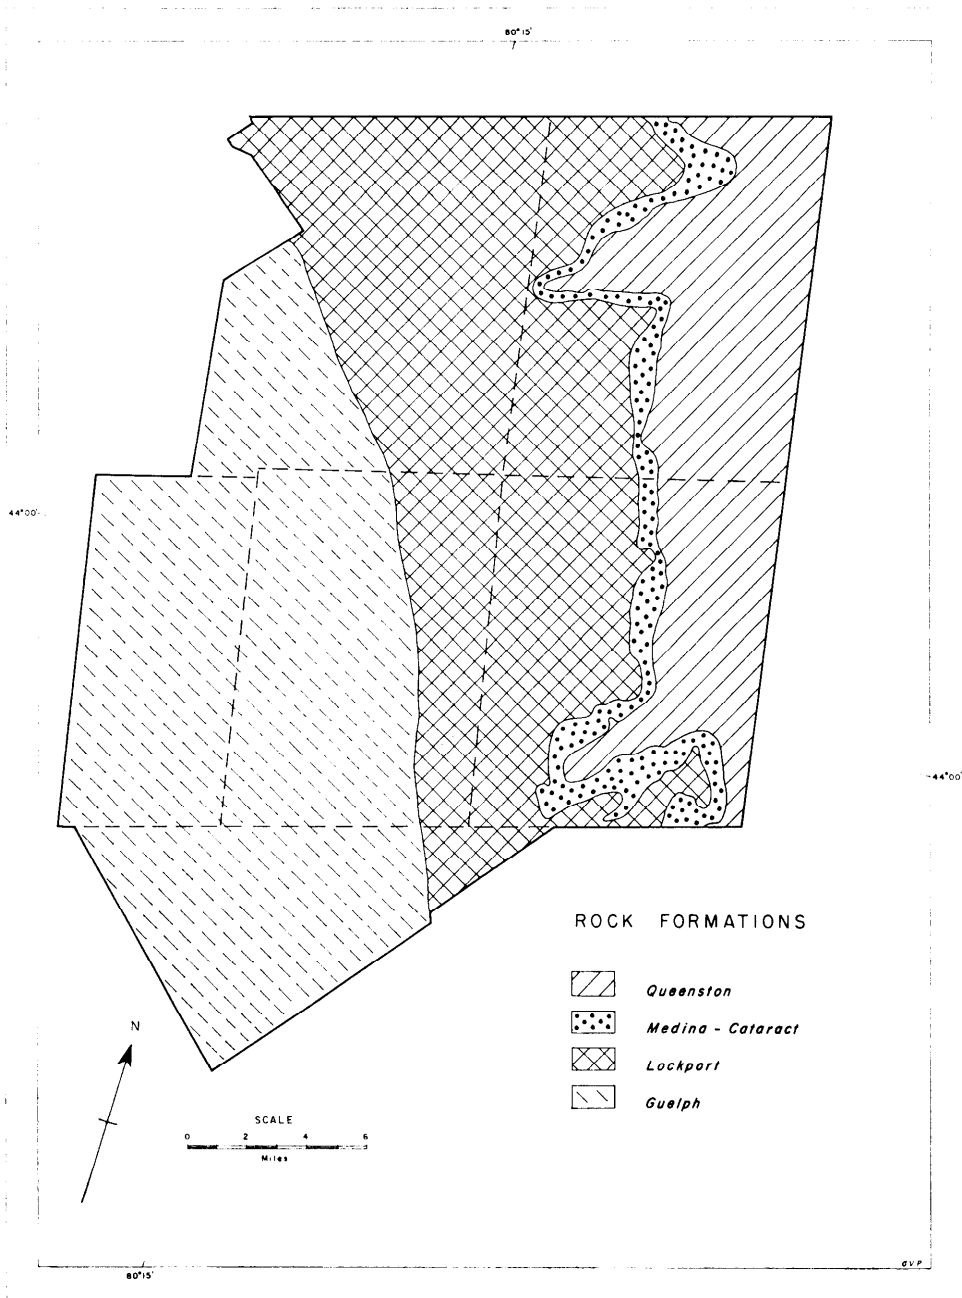 80°15'
44°00'
44°00'
ROCK FORMATIONS
Queenston
Medina - Cataract
Lockport
Guelph
N
SCALE
0 2 4 6
Miles
GVP
80°15'